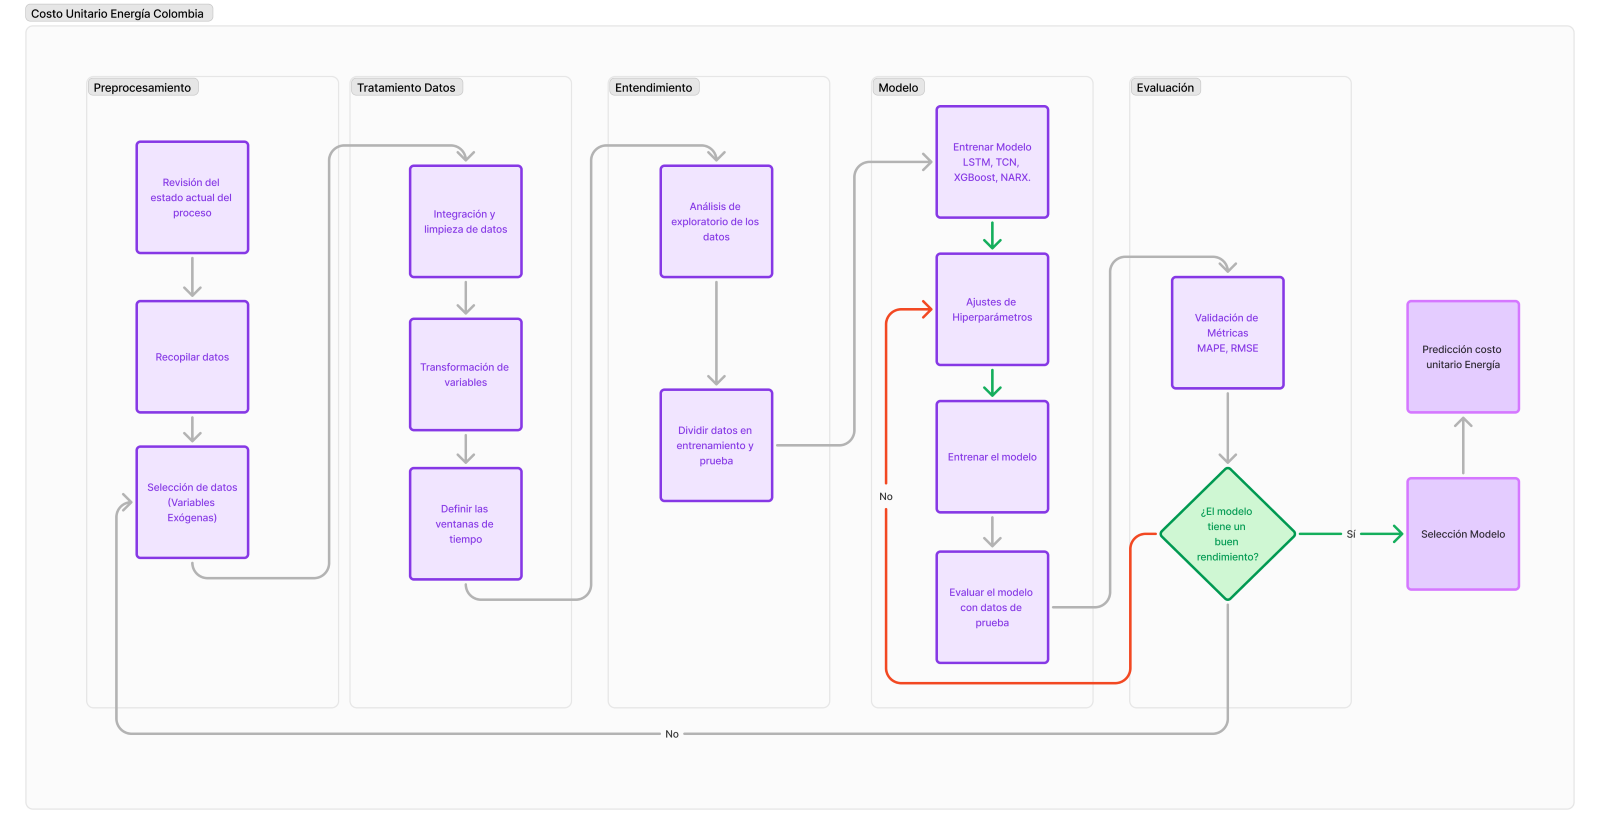 Costo Unitario Energía Colombia
Preprocesamiento
Revisión del
estado actual del
proceso
Recopilar datos
Selección de datos
(Variables
Exógenas)
Tratamiento Datos
Integración y
limpieza de datos
Transformación de
variables
Definir las
ventanas de
tiempo
Entendimiento
Análisis de
exploratorio de los
datos
Dividir datos en
entrenamiento y
prueba
Modelo
Entrenar Modelo
LSTM, TCN,
XGBoost, NARX.
Ajustes de
Hiperparámetros
Entrenar el modelo
Evaluar el modelo
con datos de
prueba
No
Evaluación
Validación de
Métricas
MAPE, RMSE
¿El modelo
tiene un
buen
rendimiento?
Sí
No
Selección Modelo
Predicción costo
unitario Energía